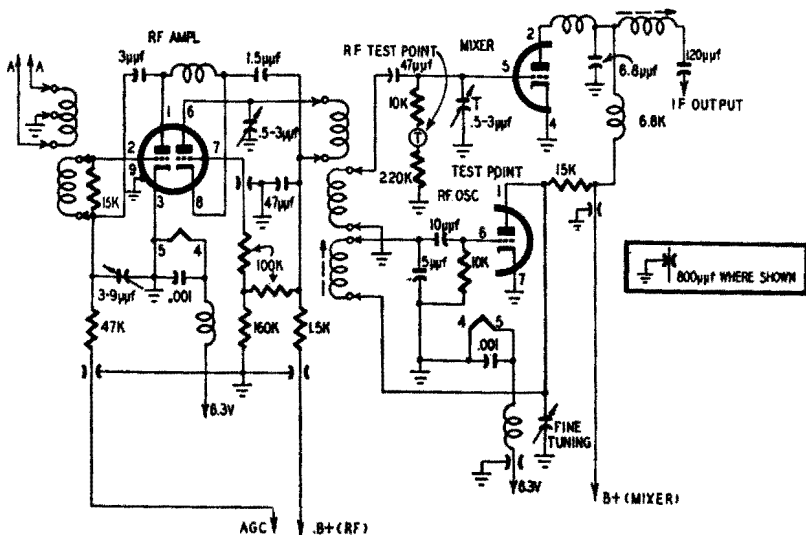 A A
RF AMPL
3µµf
1.5µµf
RF TEST POINT
47µµf
MIXER
2
5
4
6.8µµf
120µµf
IF OUTPUT
6.8K
10K
T
T
.5-3µµf
220K
1 6
.5-3µµf
2
7
9
3 8
15K
47µµf
5 4
100K
3-9µµf
.001
47K
160K
1.5K
6.3V
AGC
B+(RF)
TEST POINT
RF OSC
1
15K
10µµf
6
7
5µµf
10K
4 5
.001
FINE
TUNING
6.3V
B+(MIXER)
800µµf WHERE SHOWN